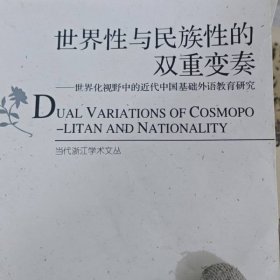 世界性与民族性的
双重变奏
——世界化视野中的近代中国基础外语教育研究
DUAL VARIATIONS OF COSMOPO
-LITAN AND NATIONALITY
当代浙江学术文丛